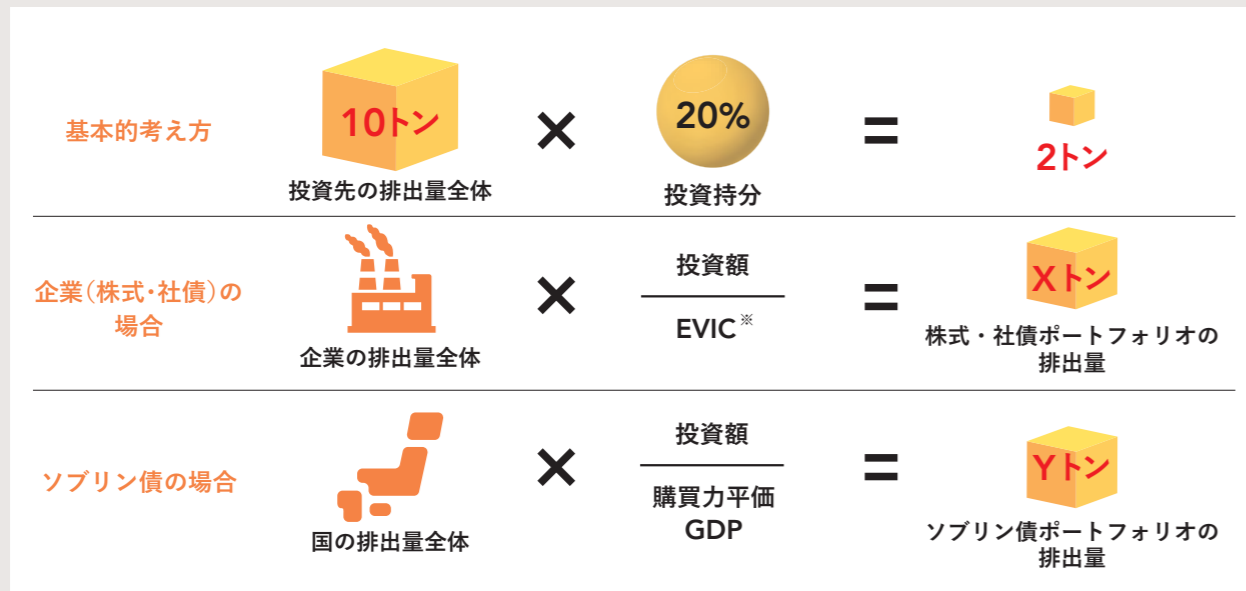 基本的考え方
10トン
×
20%
=
2トン
投資先の排出量全体
投資持分
企業(株式・社債)の
場合
企業の排出量全体
×
投資額
EVIC※
=
Xトン
株式・社債ポートフォリオの
排出量
ソブリン債の場合
国の排出量全体
×
投資額
購買力平価
GDP
=
Yトン
ソブリン債ポートフォリオの
排出量